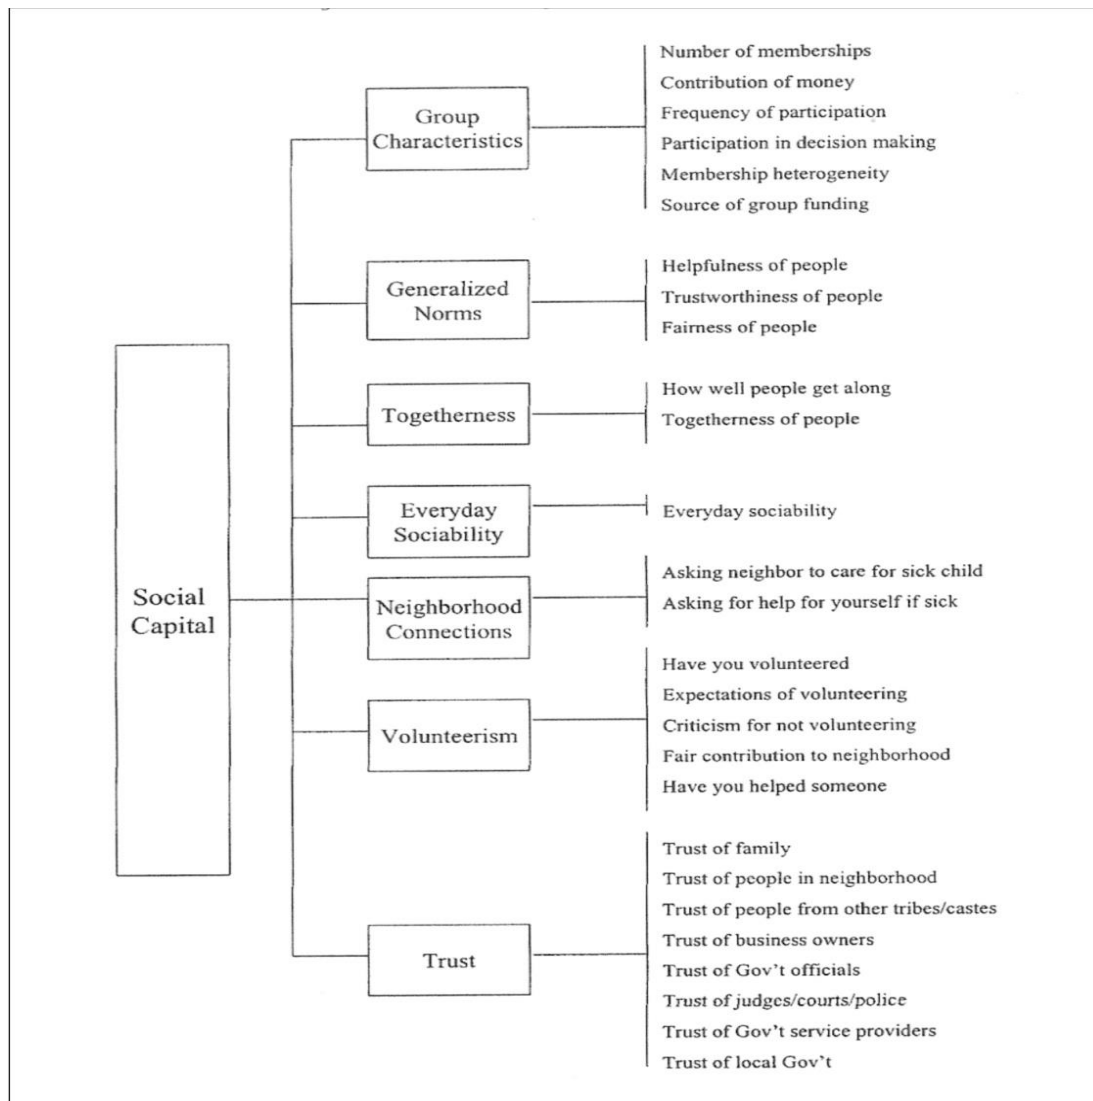 Group
Characteristics
Number of memberships
Contribution of money
Frequency of participation
Participation in decision making
Membership heterogeneity
Source of group funding
Generalized
Norms
Helpfulness of people
Trustworthiness of people
Fairness of people
Togetherness
How well people get along
Togetherness of people
Everyday
Sociability
Everyday sociability
Social
Capital
Neighborhood
Connections
Asking neighbor to care for sick child
Asking for help for yourself if sick
Volunteerism
Have you volunteered
Expectations of volunteering
Criticism for not volunteering
Fair contribution to neighborhood
Have you helped someone
Trust
Trust of family
Trust of people in neighborhood
Trust of people from other tribes/castes
Trust of business owners
Trust of Gov't officials
Trust of judges/courts/police
Trust of Gov't service providers
Trust of local Gov't